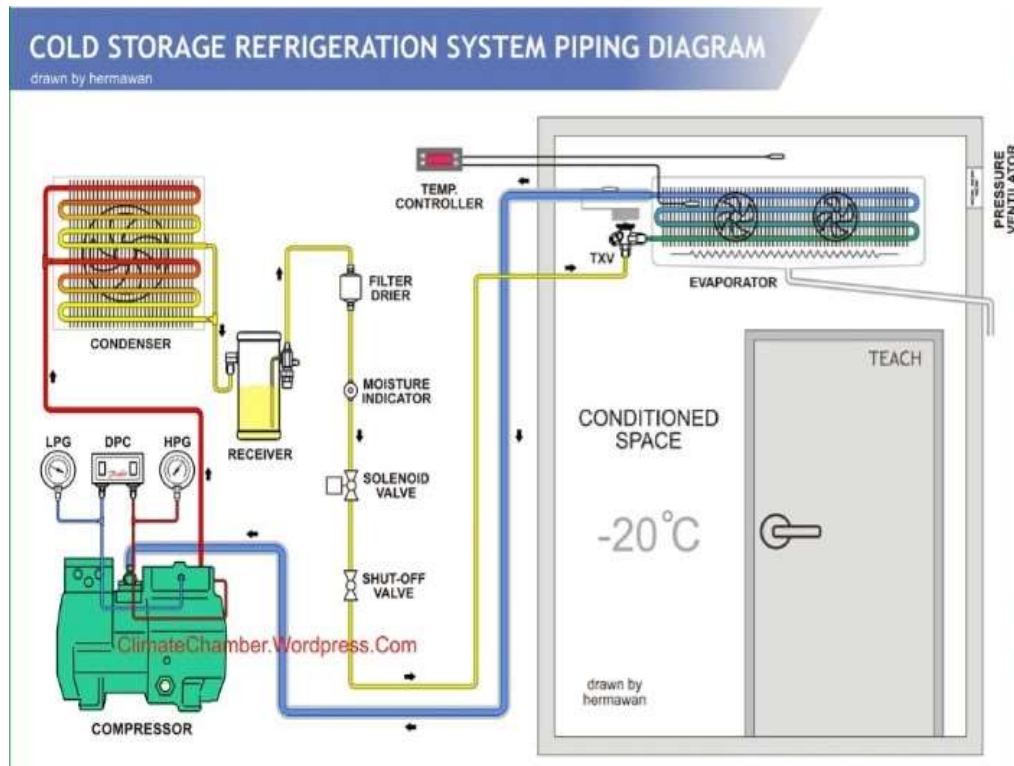 COLD STORAGE REFRIGERATION SYSTEM PIPING DIAGRAM
drawn by hermawan
TEMP.
CONTROLLER
PRESSURE
VENTILATOR
TXV
EVAPORATOR
FILTER
DRIER
CONDENSER
MOISTURE
INDICATOR
RECEIVER
LPG
DPC
HPG
SOLENOID
VALVE
SHUT-OFF
VALVE
TEACH
CONDITIONED
SPACE
-20°C
ClimateChamber.Wordpress.Com
drawn by
hermawan
COMPRESSOR